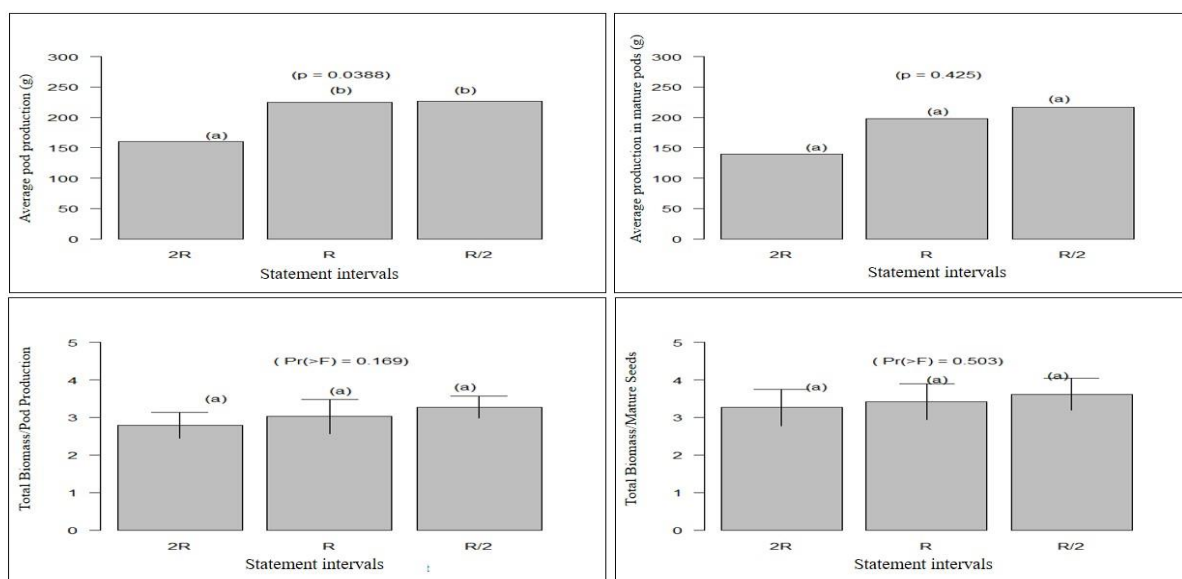 Average pod production (g)
300
250
200
150
100
50
0
(p = 0.0388)
(a)
(b)
(b)
2R
R
R/2
Statement intervals
Average production in mature pods (g)
300
250
200
150
100
50
0
(p = 0.425)
(a)
(a)
(a)
2R
R
R/2
Statement intervals
Total Biomass/Pod Production
5
4
3
2
1
0
( Pr(>F) = 0.169)
(a)
(a)
(a)
2R
R
R/2
Statement intervals
Total Biomass/Mature Seeds
5
4
3
2
1
0
( Pr(>F) = 0.503)
(a)
(a)
(a)
2R
R
R/2
Statement intervals